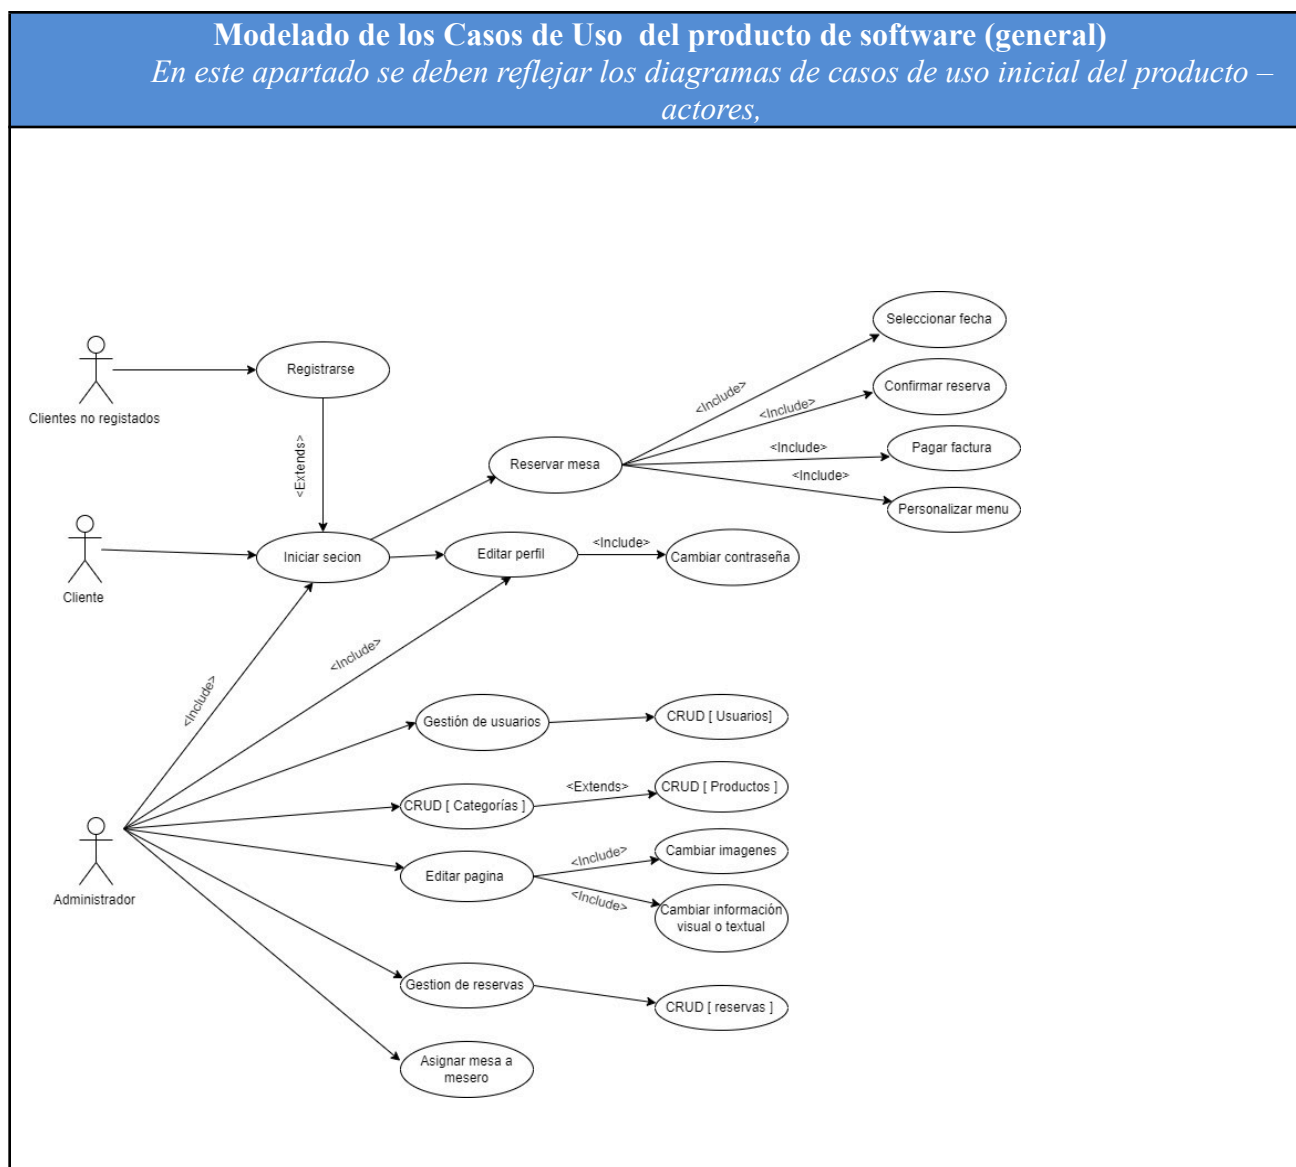 Modelado de los Casos de Uso del producto de software (general)
En este apartado se deben reflejar los diagramas de casos de uso inicial del producto –
actores,
Seleccionar fecha
Registrarse
<Include>
Confirmar reserva
<Include>
Clientes no registados
<Extends>
Reservar mesa
<Include>
Pagar factura
<Include>
Personalizar menu
Iniciar secion
Editar perfil
<Include>
Cambiar contraseña
Cliente
<Include>
<Include>
Gestión de usuarios
CRUD [ Usuarios]
CRUD [ Categorías ]
<Extends>
CRUD [ Productos ]
Editar pagina
<Include>
Cambiar imagenes
<Include>
Cambiar información
visual o textual
Administrador
Gestion de reservas
CRUD [ reservas ]
Asignar mesa a
mesero